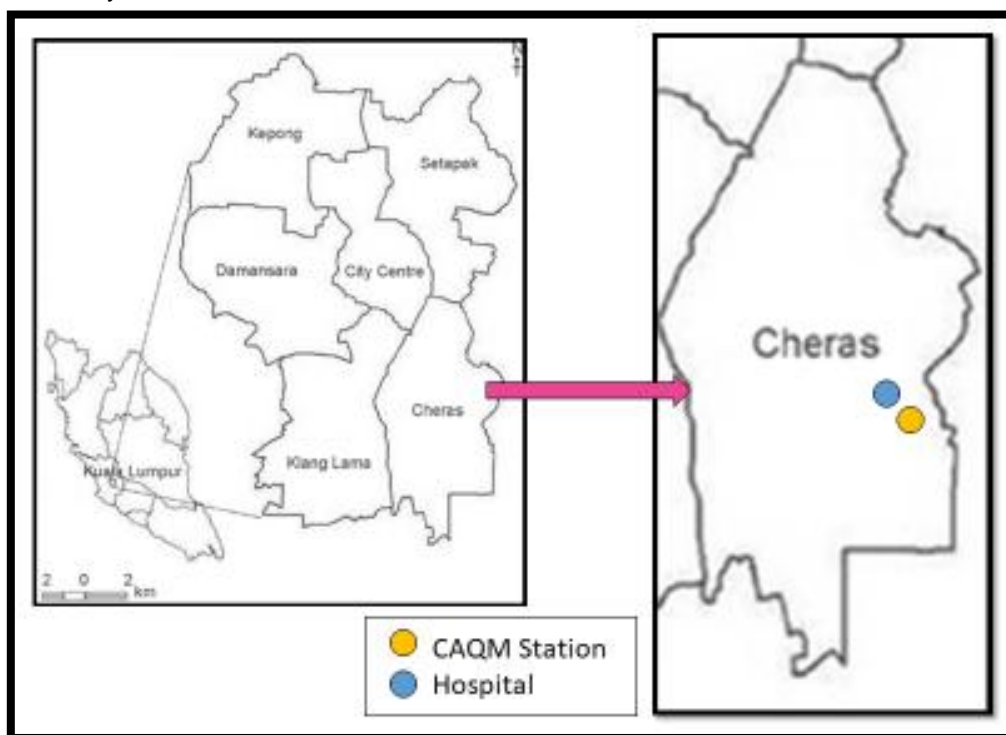 Kepong
Setapak
Damansara
City Centre
Cheras
Klang Lama
Kuala Lumpur
2 0 2
km
Cheras
CAQM Station
Hospital